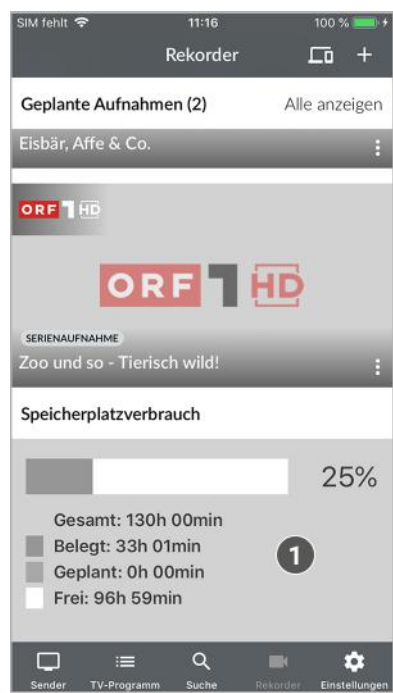 SIM fehlt 11:16 100 %
Rekorder
Geplante Aufnahmen (2) Alle anzeigen
Eisbär, Affe & Co.
ORF 1 HD
ORF 1 HD
SERIENAUFNAHME
Zoo und so - Tierisch wild!
Speicherplatzverbrauch
25%
Gesamt: 130h 00min
Belegt: 33h 01min
1
Geplant: 0h 00min
Frei: 96h 59min
Sender TV-Programm Suche Rekorder Einstellungen